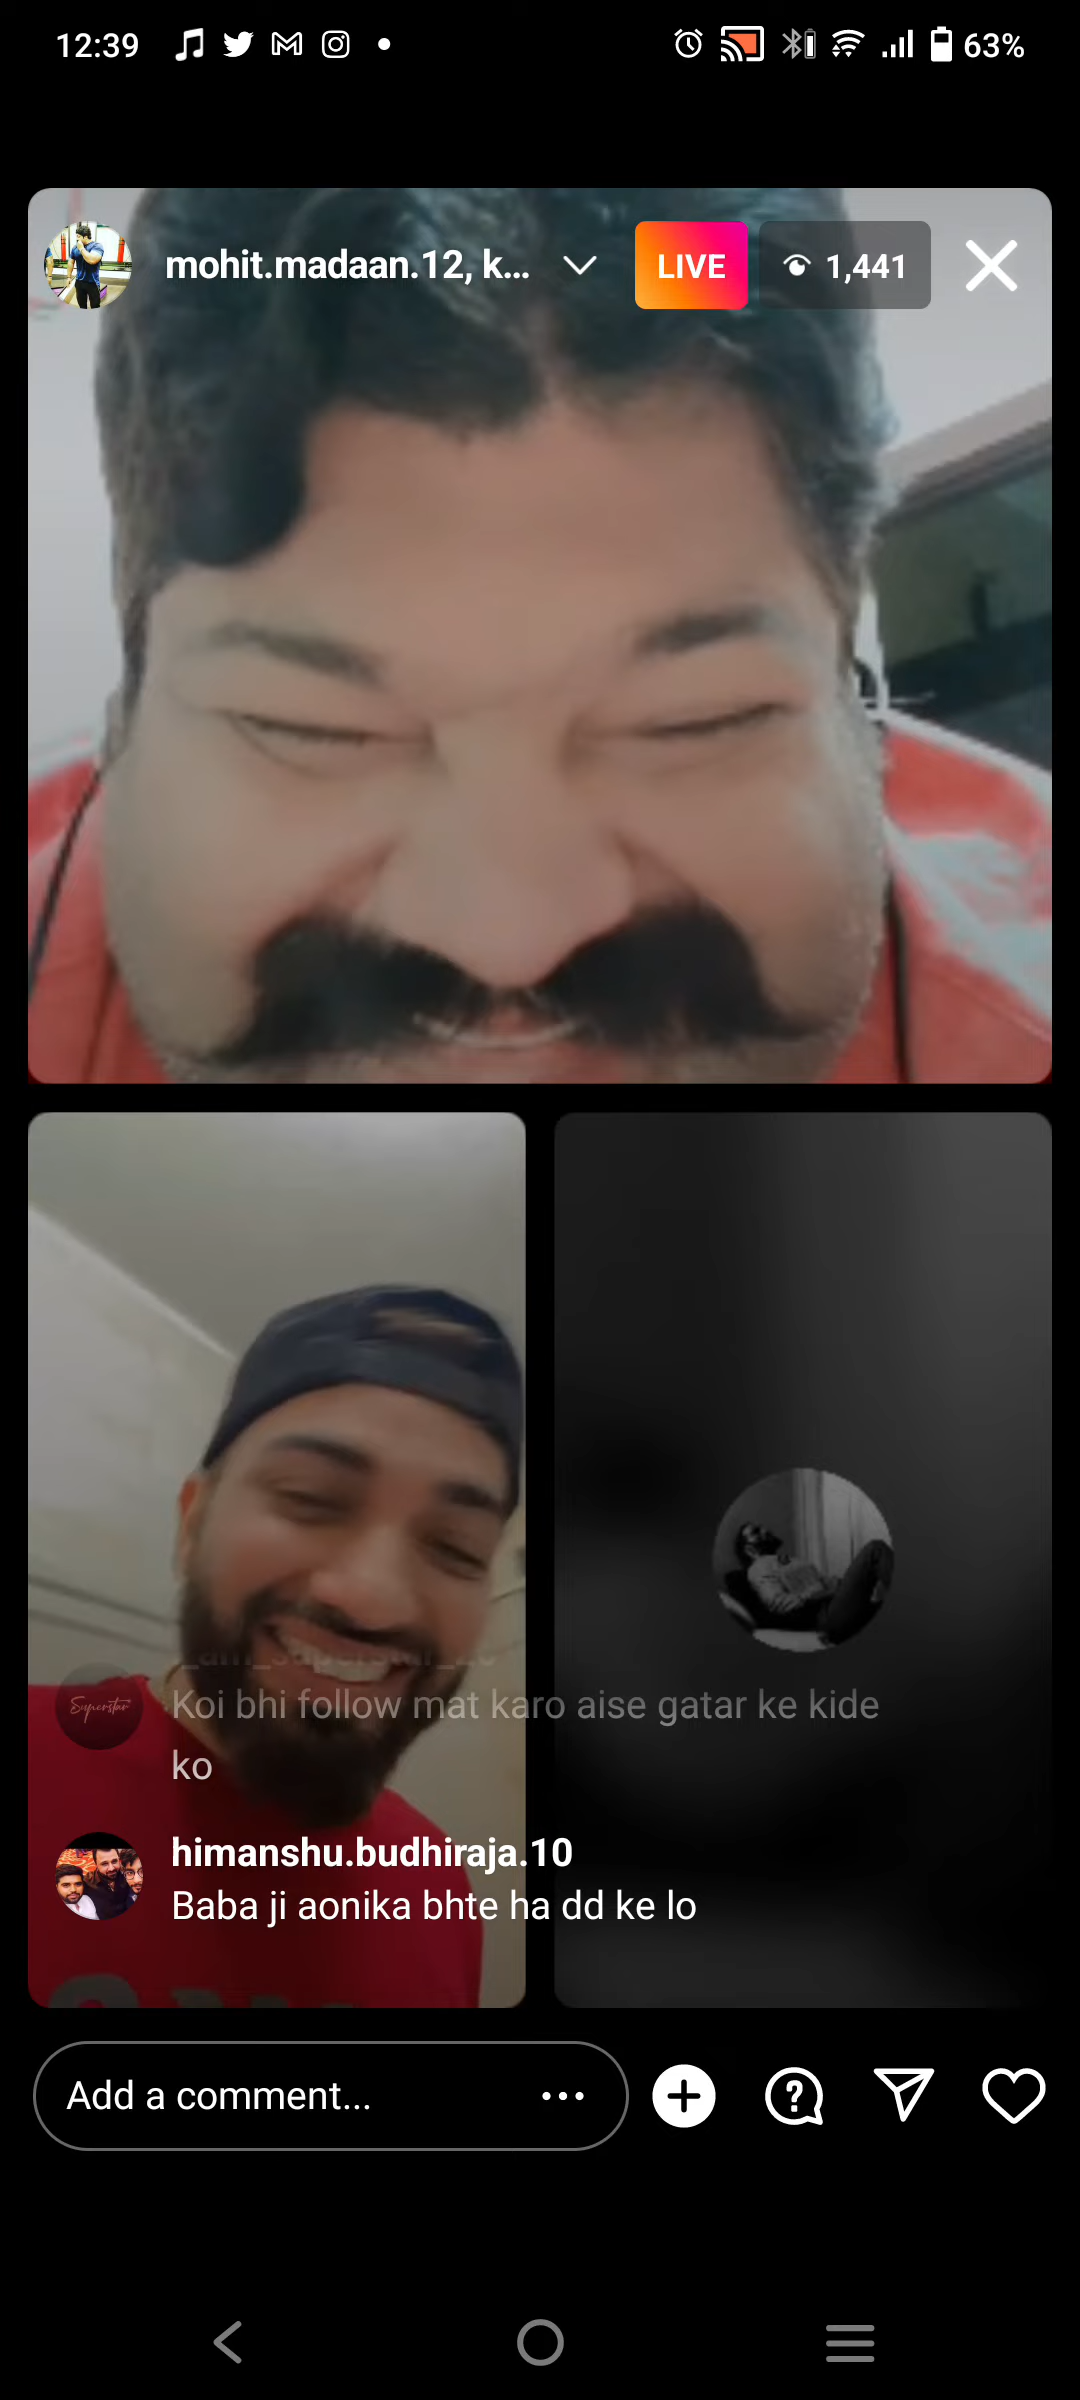 12:39
63%
mohit.madaan.12, k...
LIVE
1,441
Superstar
Koi bhi follow mat karo aise gatar ke kide
ko
himanshu.budhiraja.10
Baba ji aonika bhte ha dd ke lo
Add a comment...